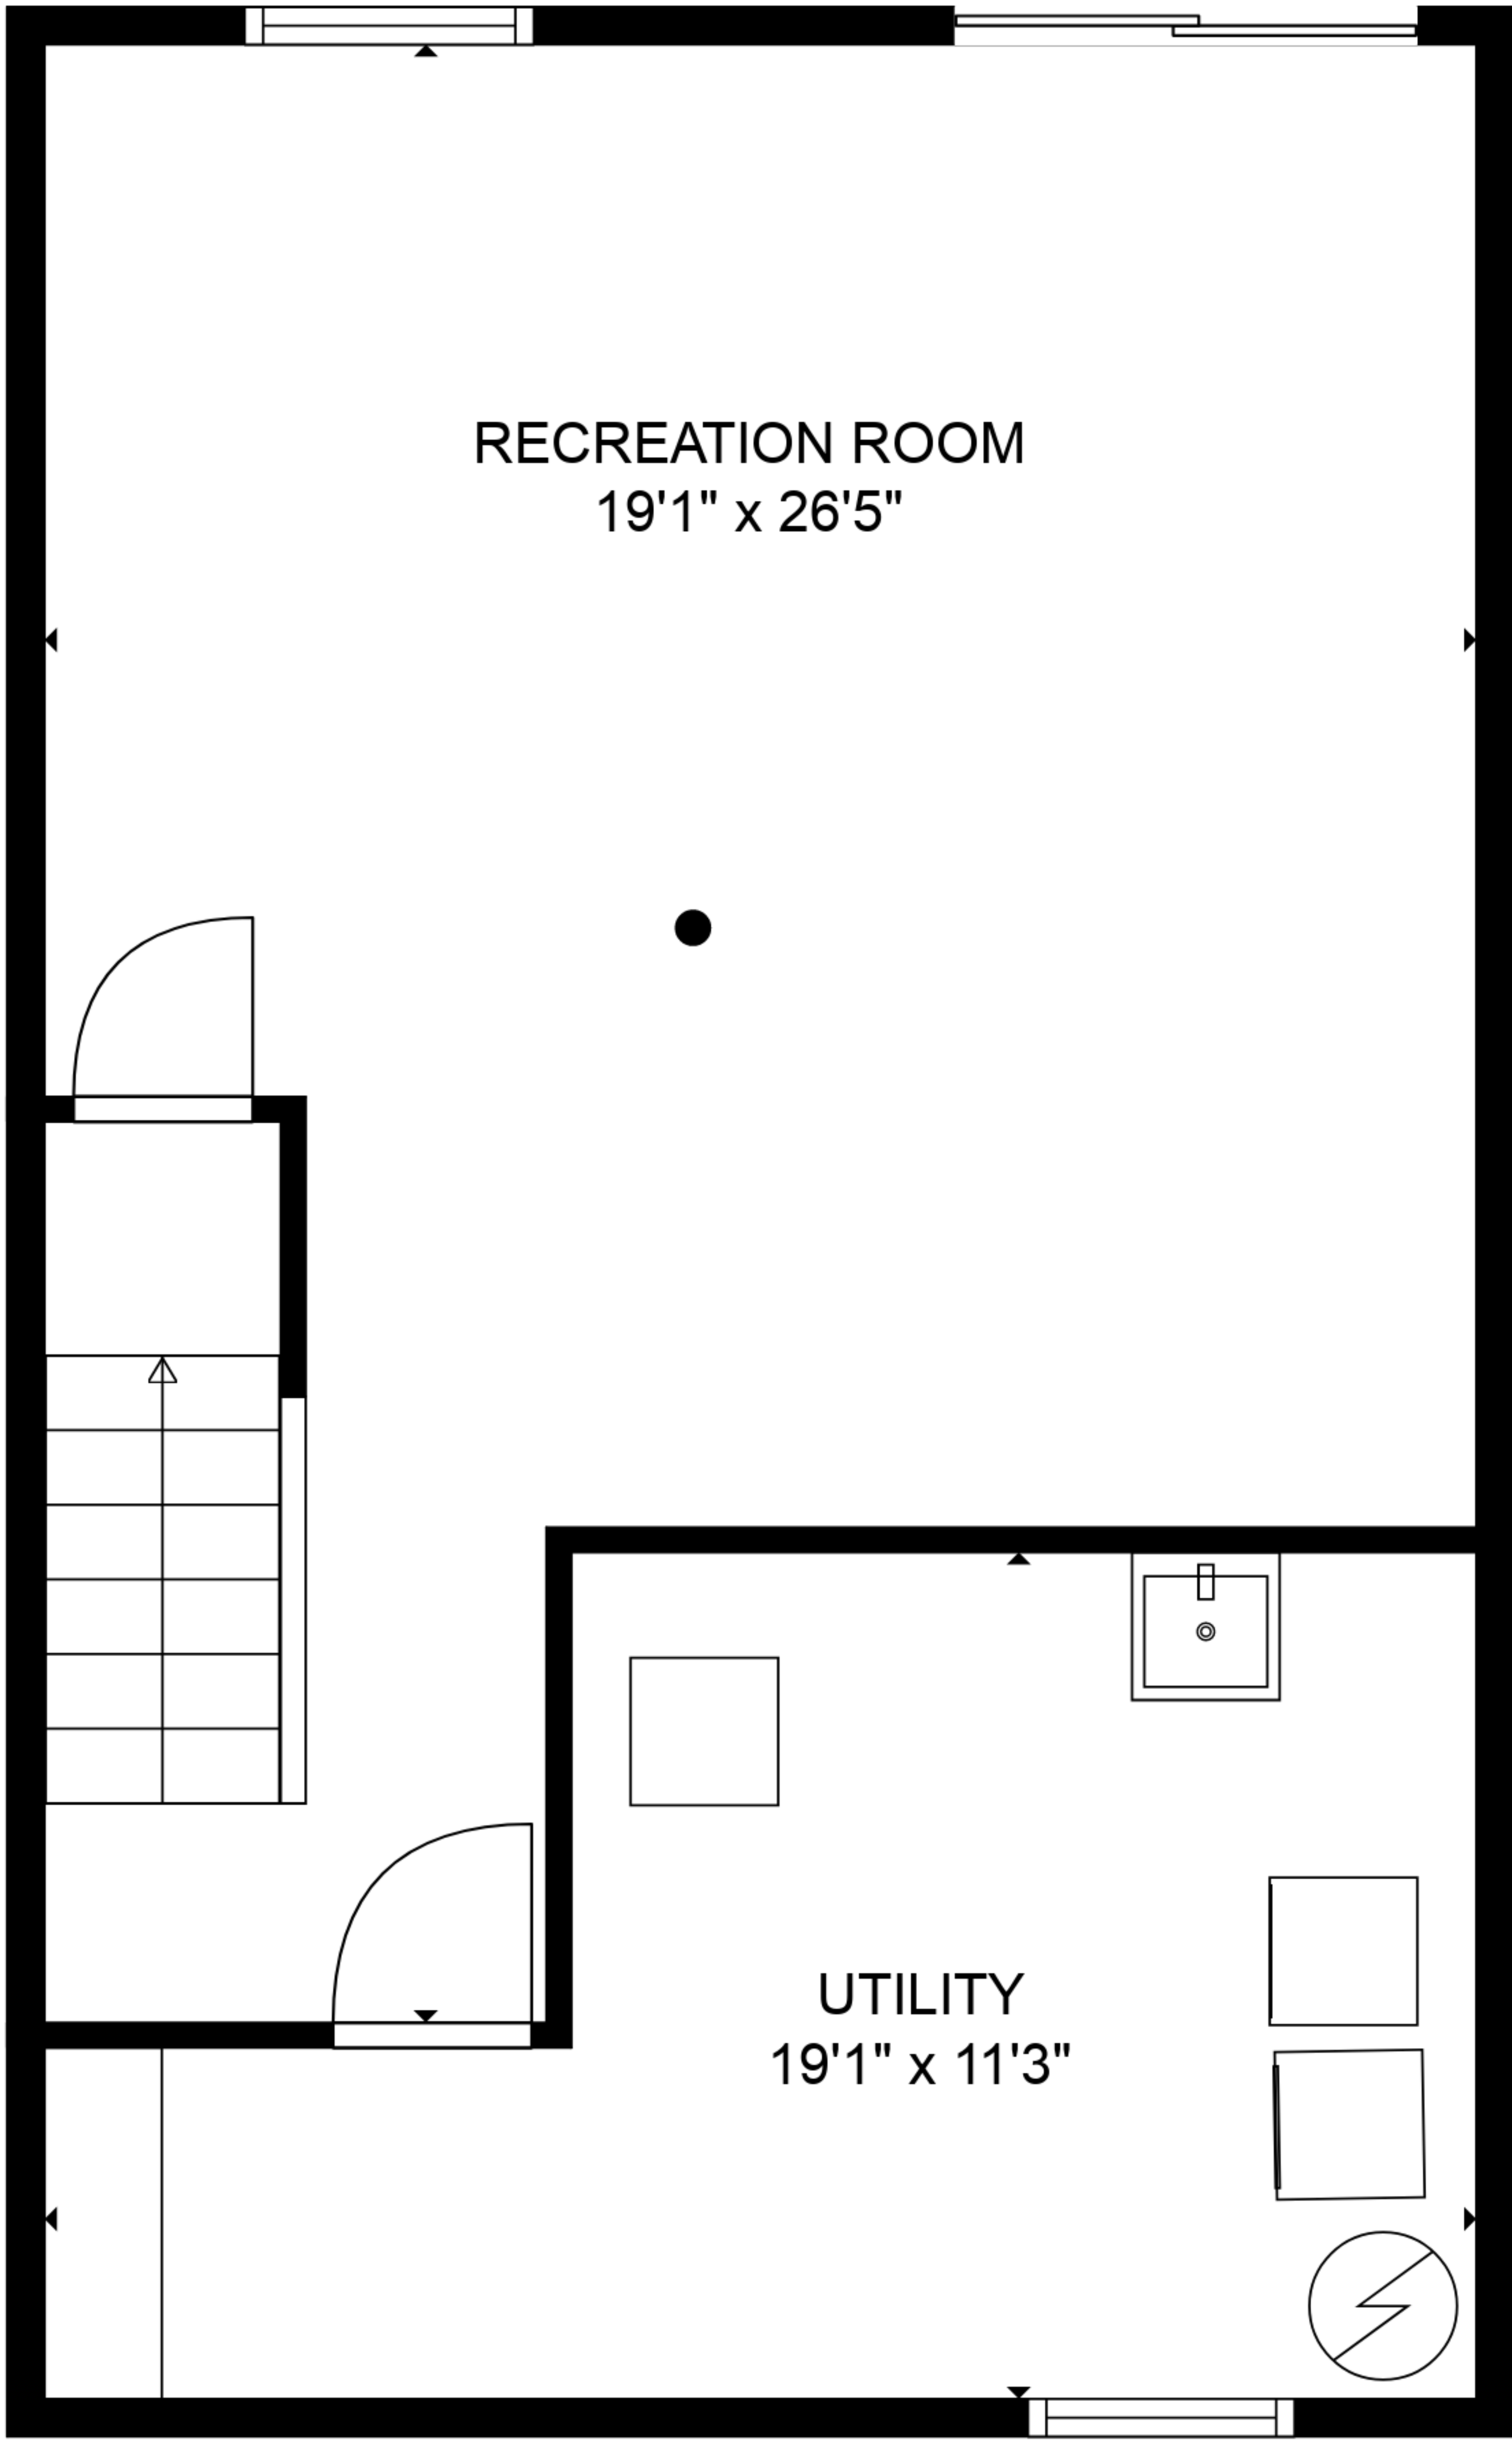 RECREATION ROOM
19'1" x 26'5"
UTILITY
19'1" x 11'3"